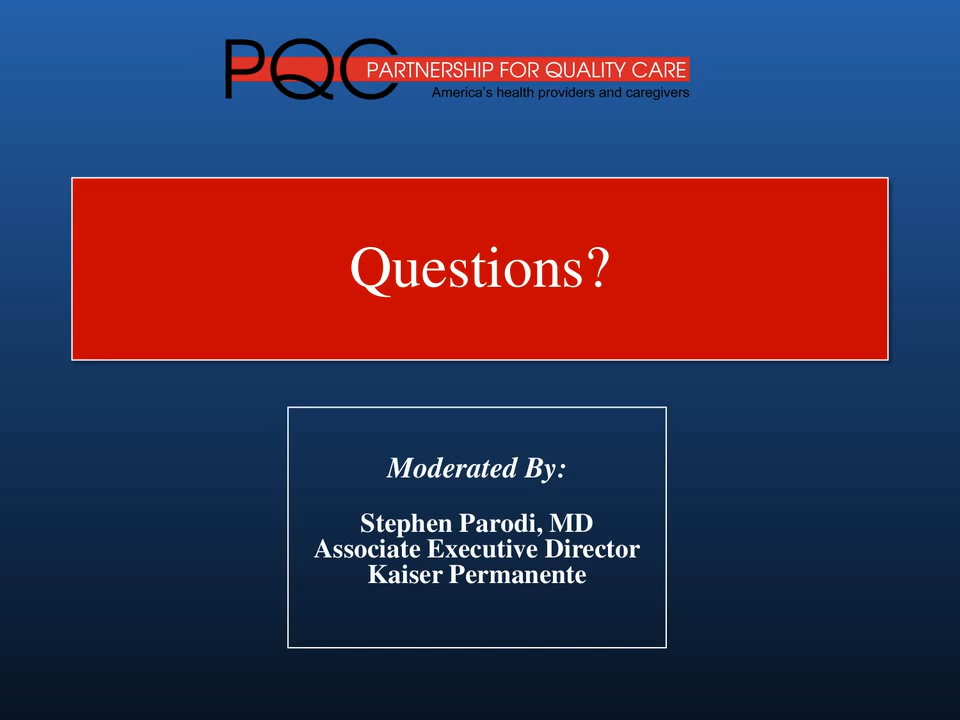 PQC PARTNERSHIP FOR QUALITY CARE
America's health providers and caregivers
Questions?
Moderated By:
Stephen Parodi, MD
Associate Executive Director
Kaiser Permanente